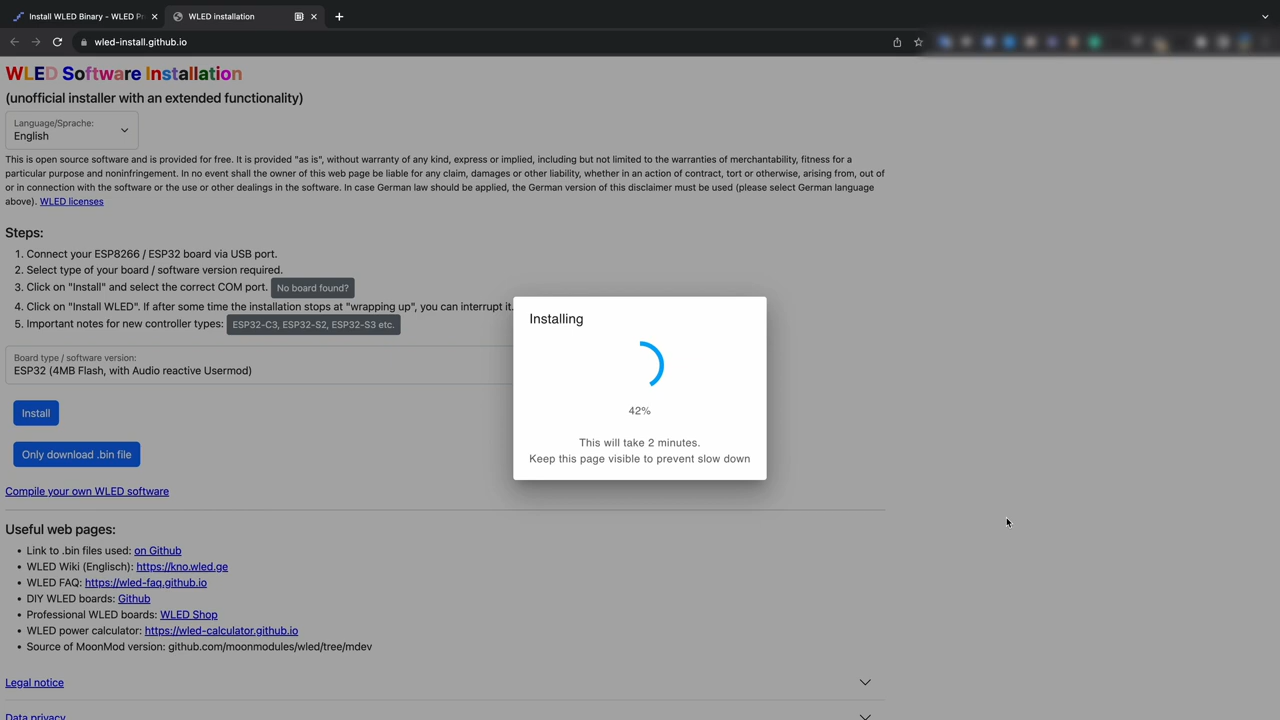 Install WLED Binary - WLED Pr
WLED installation
wled-install.github.io
WLED Software Installation
(unofficial installer with an extended functionality)
Language/Sprache:
English
This is open source software and is provided for free. It is provided "as is", without warranty of any kind, express or implied, including but not limited to the warranties of merchantability, fitness for a
particular purpose and noninfringement. In no event shall the owner of this web page be liable for any claim, damages or other liability, whether in an action of contract, tort or otherwise, arising from, out of
or in connection with the software or the use or other dealings in the software. In case German law should be applied, the German version of this disclaimer must be used (please select German language
above). WLED licenses
Steps:
1. Connect your ESP8266 / ESP32 board via USB port.
2. Select type of your board / software version required.
3. Click on "Install" and select the correct COM port. No board found?
4. Click on "Install WLED". If after some time the installation stops at "wrapping up", you can interrupt it.
5. Important notes for new controller types: ESP32-C3, ESP32-S2, ESP32-S3 etc.
Board type / software version:
ESP32 (4MB Flash, with Audio reactive Usermod)
Install
Only download .bin file
Compile your own WLED software
Installing
42%
This will take 2 minutes.
Keep this page visible to prevent slow down
Useful web pages:
• Link to .bin files used: on Github
• WLED Wiki (Englisch): https://kno.wled.ge
• WLED FAQ: https://wled-faq.github.io
• DIY WLED boards: Github
• Professional WLED boards: WLED Shop
• WLED power calculator: https://wled-calculator.github.io
• Source of MoonMod version: github.com/moonmodules/wled/tree/mdev
Legal notice
Data privacy